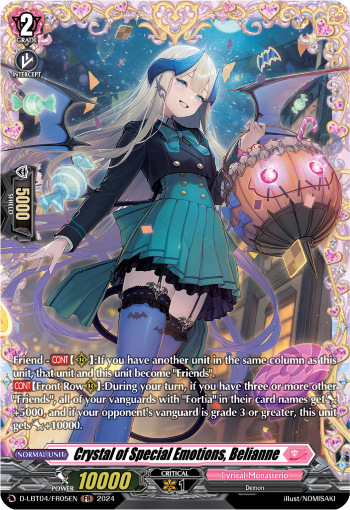 2
GRADE
INTERCEPT
5000
SHIELD
Friend - CONT【R】:If you have another unit in the same column as this
unit, that unit and this unit become "Friends".
CONT【Front Row R】:During your turn, if you have three or more other
"Friends", all of your vanguards with "Fortia" in their card names get
+5000, and if your opponent's vanguard is grade 3 or greater, this unit
gets +10000.
NORMAL UNIT
Crystal of Special Emotions, Belianne
POWER 10000
CRITICAL
1
Lyrical Monasterio
Demon
D-LBT04/FR05EN FR 2024
illust/NOMISAKI